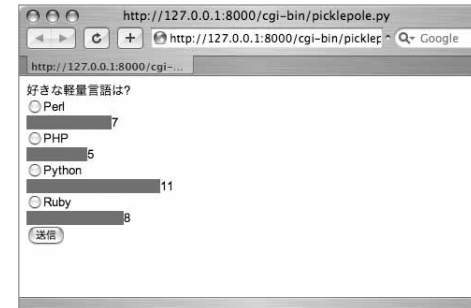 http://127.0.0.1:8000/cgi-bin/picklepole.py
http://127.0.0.1:8000/cgi-bin/picklep
Google
http://127.0.0.1:8000/cgi-...
好きな軽量言語は?
Perl
7
PHP
5
Python
11
Ruby
8
送信